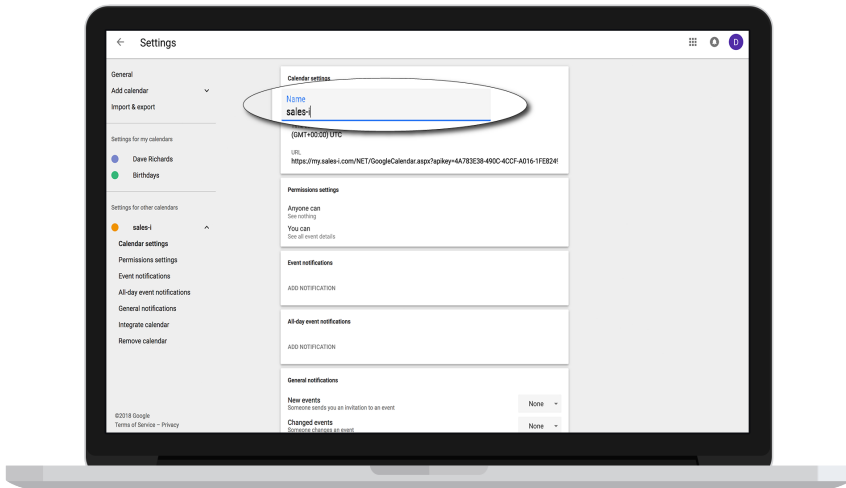 Settings
D
General
Add calendar
Import & export
Settings for my calendars
Dave Richards
Birthdays
Settings for other calendars
sales-i
Calendar settings
Permissions settings
Event notifications
All-day event notifications
General notifications
Integrate calendar
Remove calendar
©2018 Google
Terms of Service – Privacy
Calendar settings
Name
sales-i
(GMT+00:00) UTC
URL
https://my.sales-i.com/NET/GoogleCalendar.aspx?apikey=4A783E38-490C-4CCF-A016-1FE824
Permissions settings
Anyone can
See nothing
You can
See all event details
Event notifications
ADD NOTIFICATION
All-day event notifications
ADD NOTIFICATION
General notifications
New events
Someone sends you an invitation to an event
None
Changed events
Someone changes an event
None